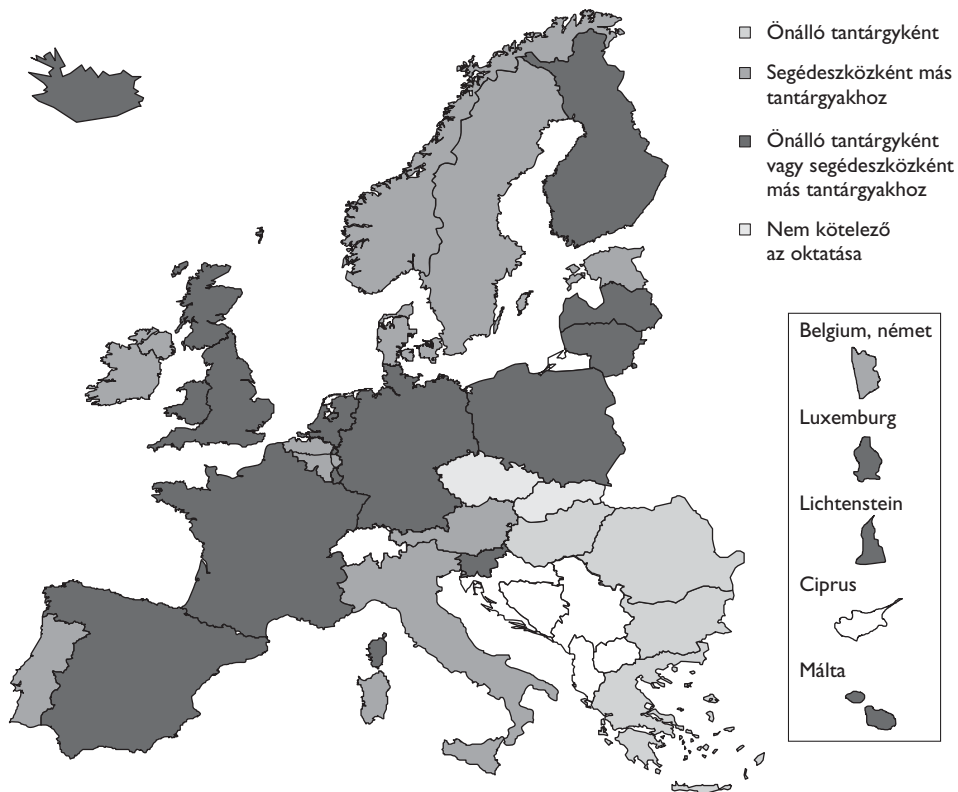 Önálló tantárgyként
Segédeszközként más
tantárgyakhoz
Önálló tantárgyként
vagy segédeszközként
más tantárgyakhoz
Nem kötelező
az oktatása
Belgium, német
Luxemburg
Lichtenstein
Ciprus
Málta